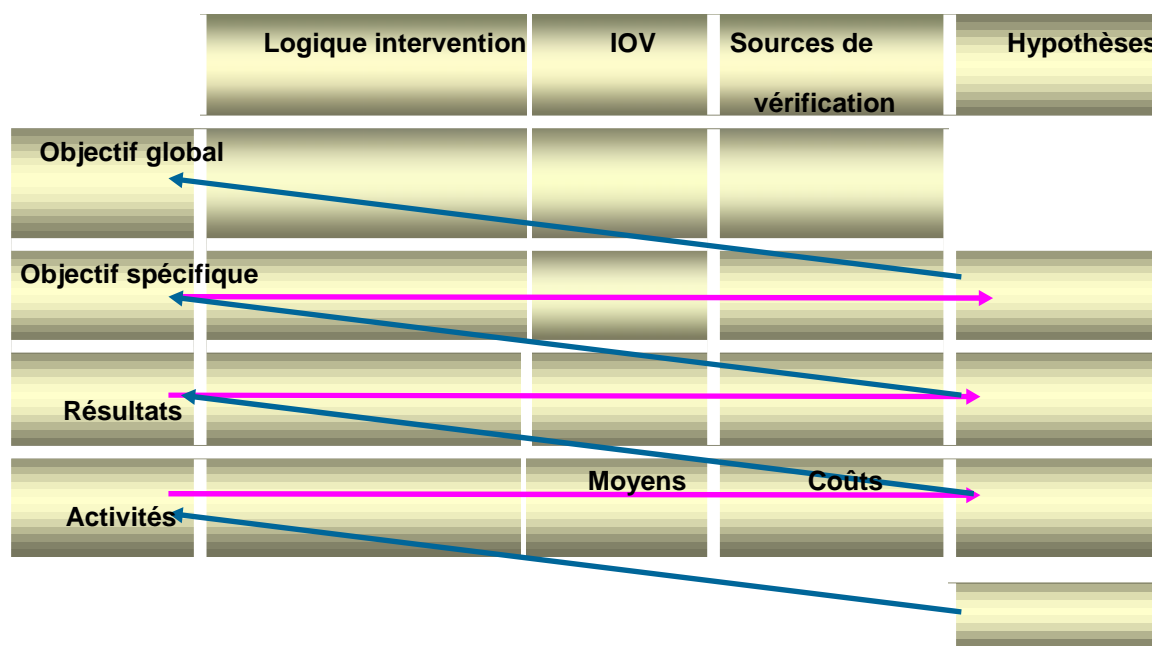 Logique intervention IOV Sources de Hypothèses
vérification
Objectif global
Objectif spécifique
Résultats
Moyens Coûts
Activités